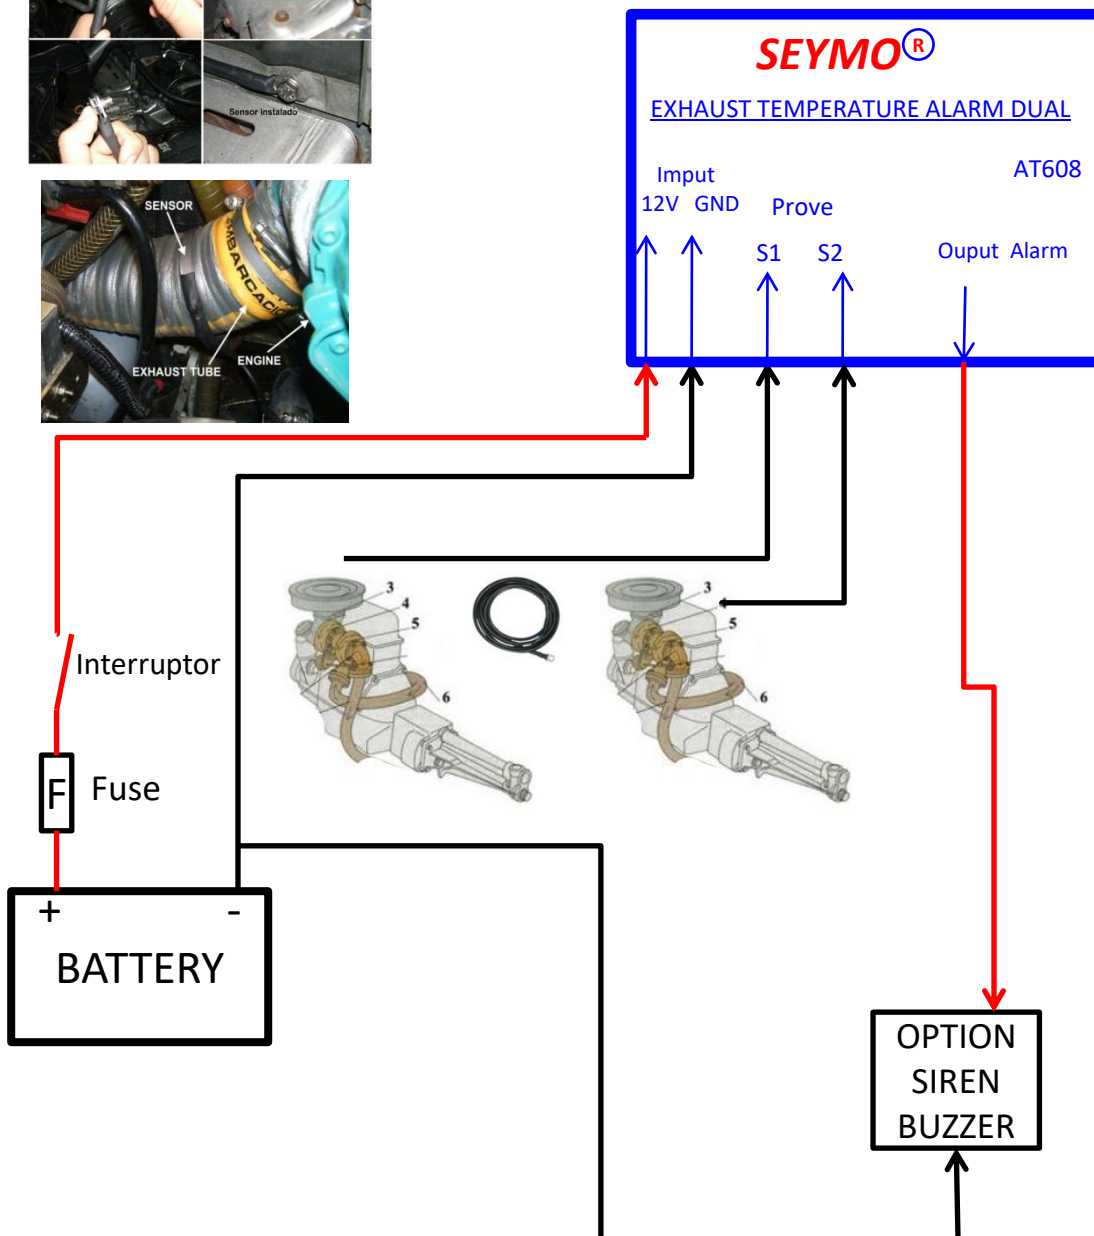 Sensor instalado
SENSOR
EMBARCACI
EXHAUST TUBE
ENGINE
SEYMO®
EXHAUST TEMPERATURE ALARM DUAL
AT608
Imput
12V GND
Prove
S1 S2
Ouput Alarm
3
4
5
6
3
5
6
Interruptor
F Fuse
+ -
BATTERY
OPTION
SIREN
BUZZER